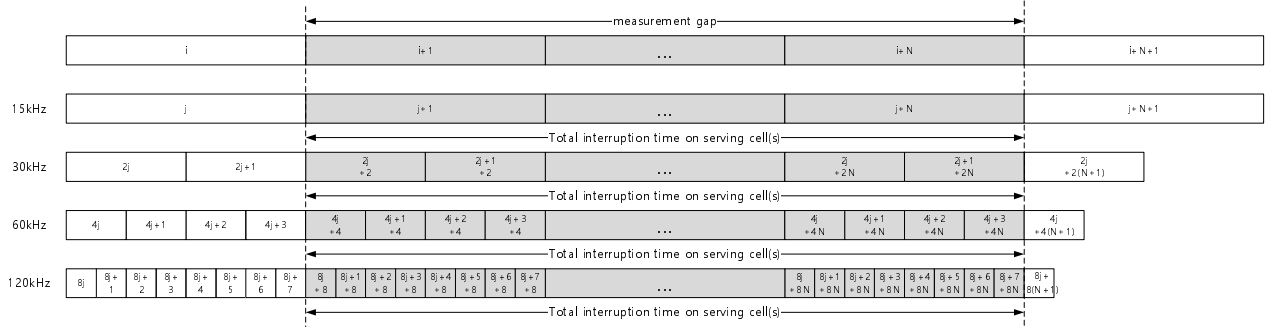 measurement gap
i i+1 ... i+N i+N+1
15kHz j j+1 ... j+N j+N+1
Total interruption time on serving cell(s)
30kHz 2j 2j+1 2j +2 2j+1 +2 ... 2j +2N 2j+1 +2N 2j +2(N+1)
Total interruption time on serving cell(s)
60kHz 4j 4j+1 4j+2 4j+3 4j +4 4j+1 +4 4j+2 +4 4j+3 +4 ... 4j +4N 4j+1 +4N 4j+2 +4N 4j+3 +4N 4j +4(N+1)
Total interruption time on serving cell(s)
120kHz 8j 8j+ 1 8j+ 2 8j+ 3 8j+ 4 8j+ 5 8j+ 6 8j+ 7 8j +8 8j+1 +8 8j+2 +8 8j+3 +8 8j+4 +8 8j+5 +8 8j+6 +8 8j+7 +8 ... 8j +8N 8j+1 +8N 8j+2 +8N 8j+3 +8N 8j+4 +8N 8j+5 +8N 8j+6 +8N 8j+7 +8N 8j+ 8(N+1)
Total interruption time on serving cell(s)